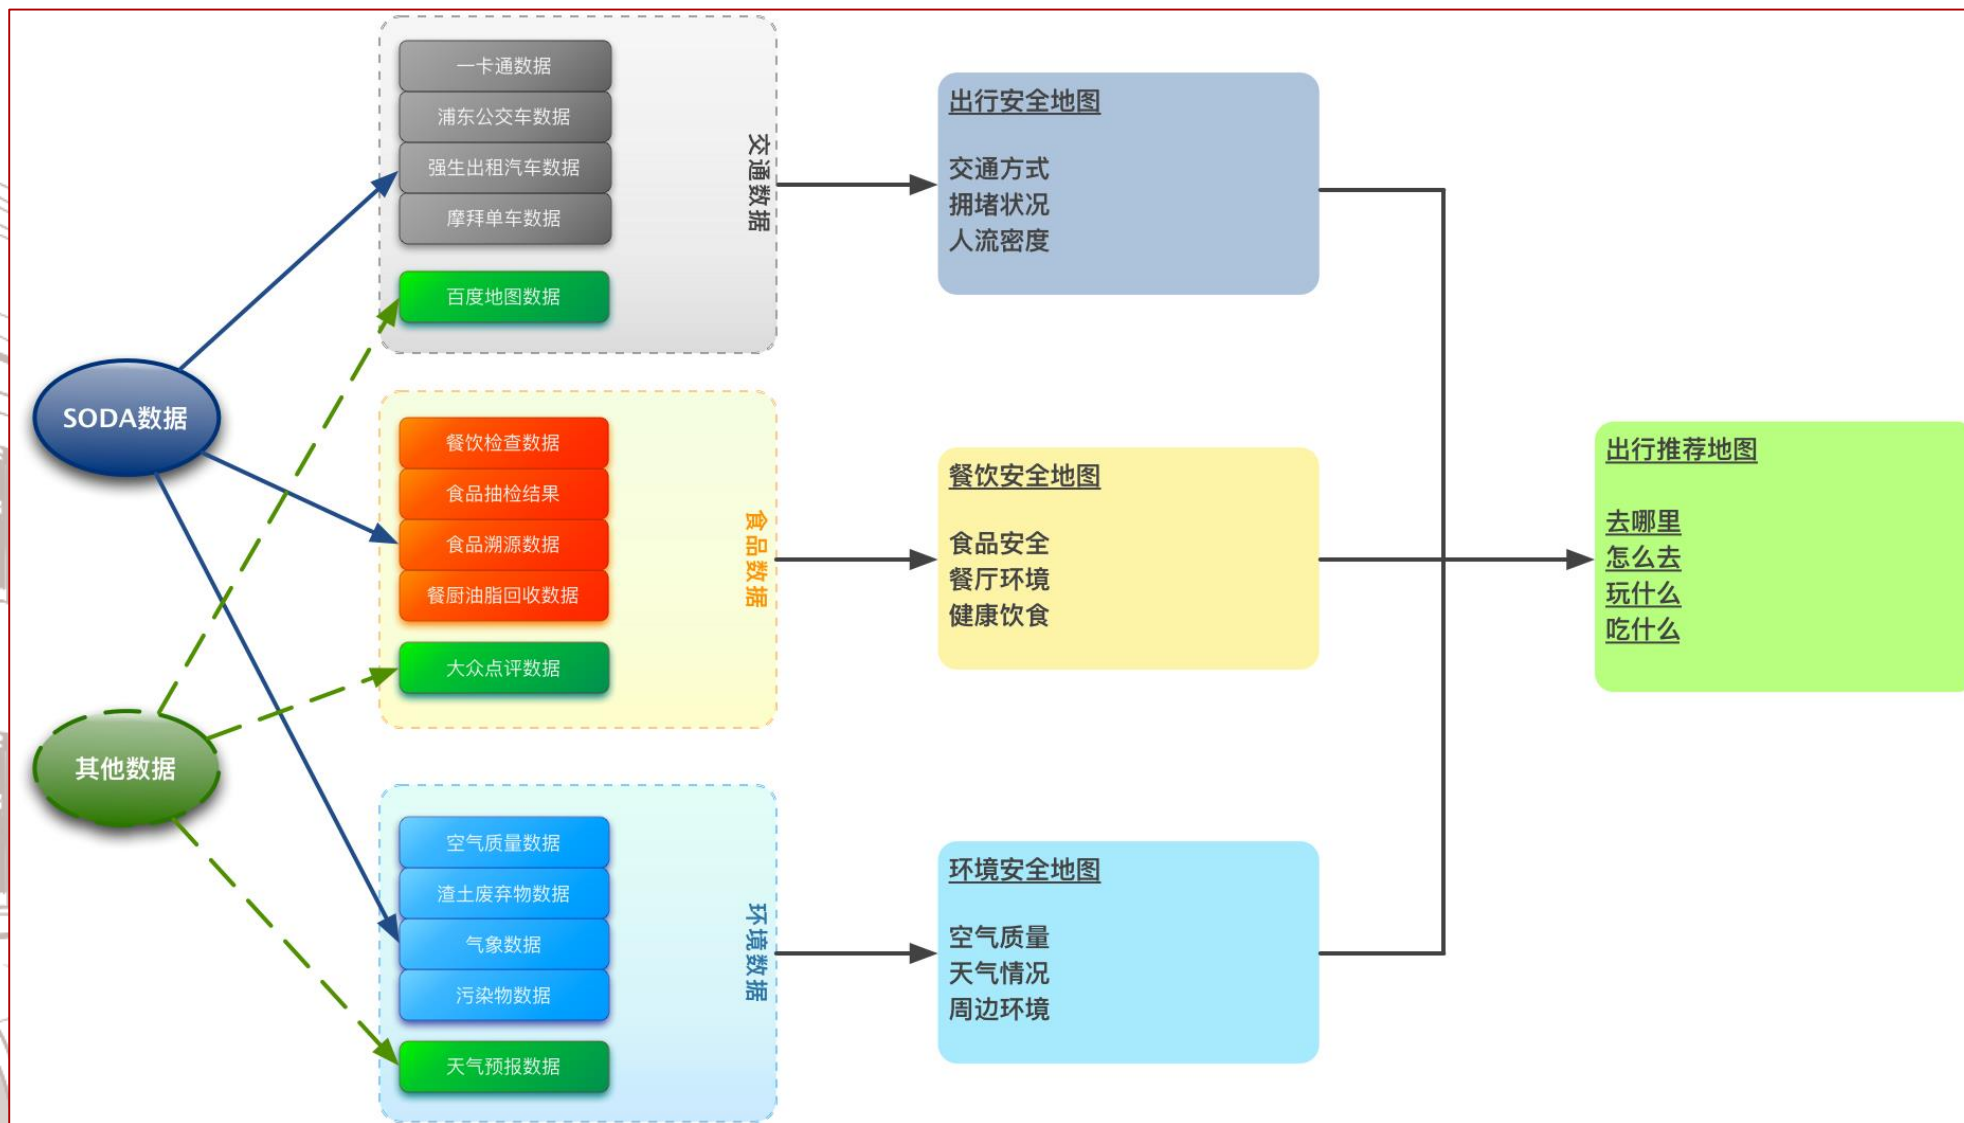 SODA数据
其他数据
一卡通数据
浦东公交车数据
强生出租汽车数据
摩拜单车数据
百度地图数据
交通数据
餐饮检查数据
食品抽检结果
食品溯源数据
餐厨油脂回收数据
大众点评数据
食品数据
空气质量数据
渣土废弃物数据
气象数据
污染物数据
天气预报数据
环境数据
出行安全地图
交通方式
拥堵状况
人流密度
餐饮安全地图
食品安全
餐厅环境
健康饮食
环境安全地图
空气质量
天气情况
周边环境
出行推荐地图
去哪里
怎么去
玩什么
吃什么